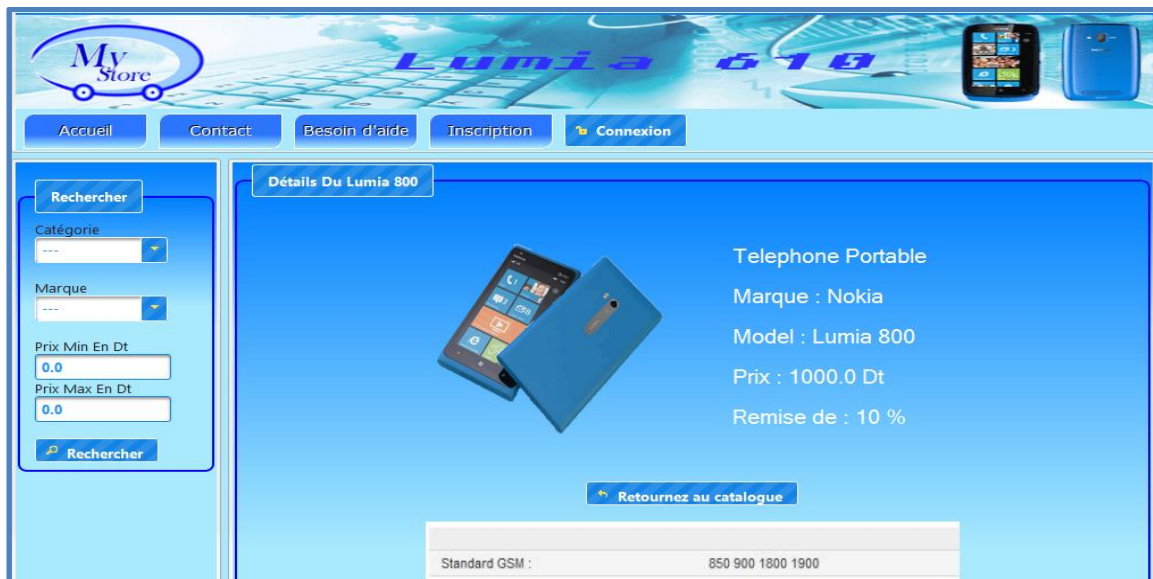 My
Store
Lumia 610
Accueil
Contact
Besoin d'aide
Inscription
Connexion
Rechercher
Catégorie
---
Marque
---
Prix Min En Dt
0.0
Prix Max En Dt
0.0
Rechercher
Détails Du Lumia 800
Telephone Portable
Marque : Nokia
Model : Lumia 800
Prix : 1000.0 Dt
Remise de : 10 %
Retournez au catalogue
Standard GSM : 850 900 1800 1900